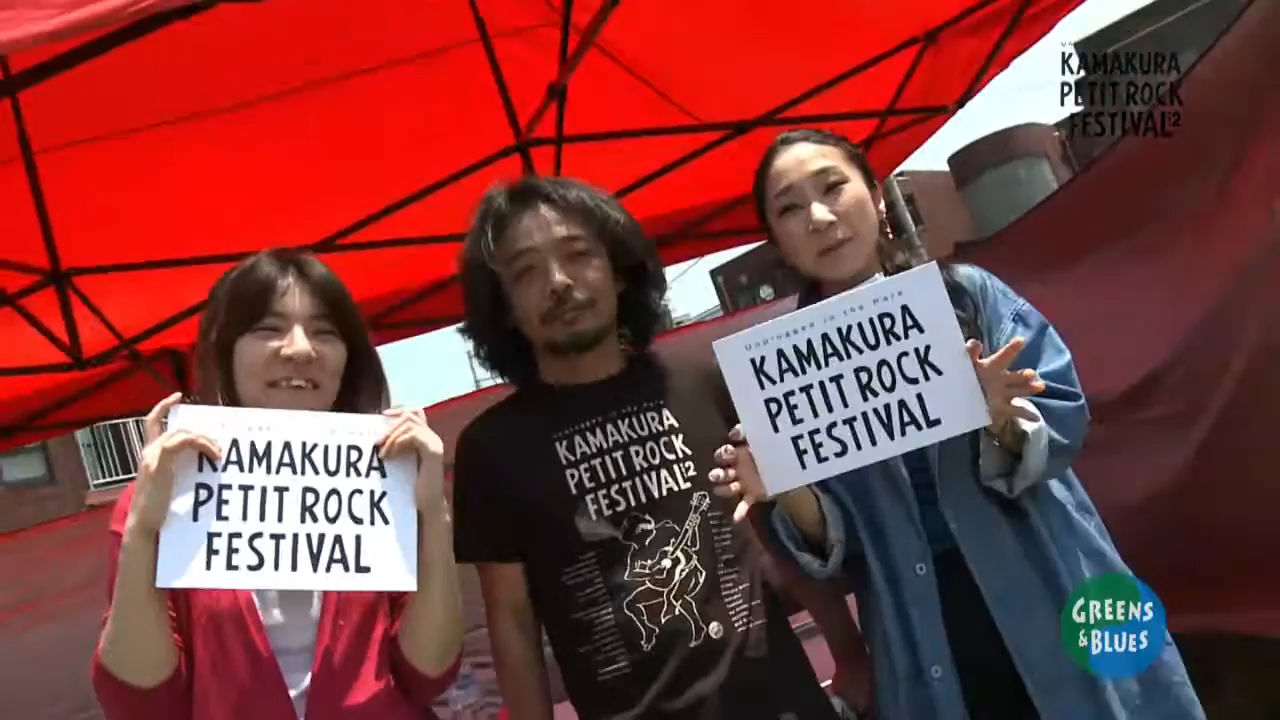 KAMAKURA
PETIT ROCK
FESTIVAL
Unplugged in the Park
KAMAKURA
PETIT ROCK
FESTIVAL
KAMAKURA
PETIT ROCK
FESTIVAL 2
KAMAKURA
PETIT ROCK
FESTIVAL
GREENS
& BLUES